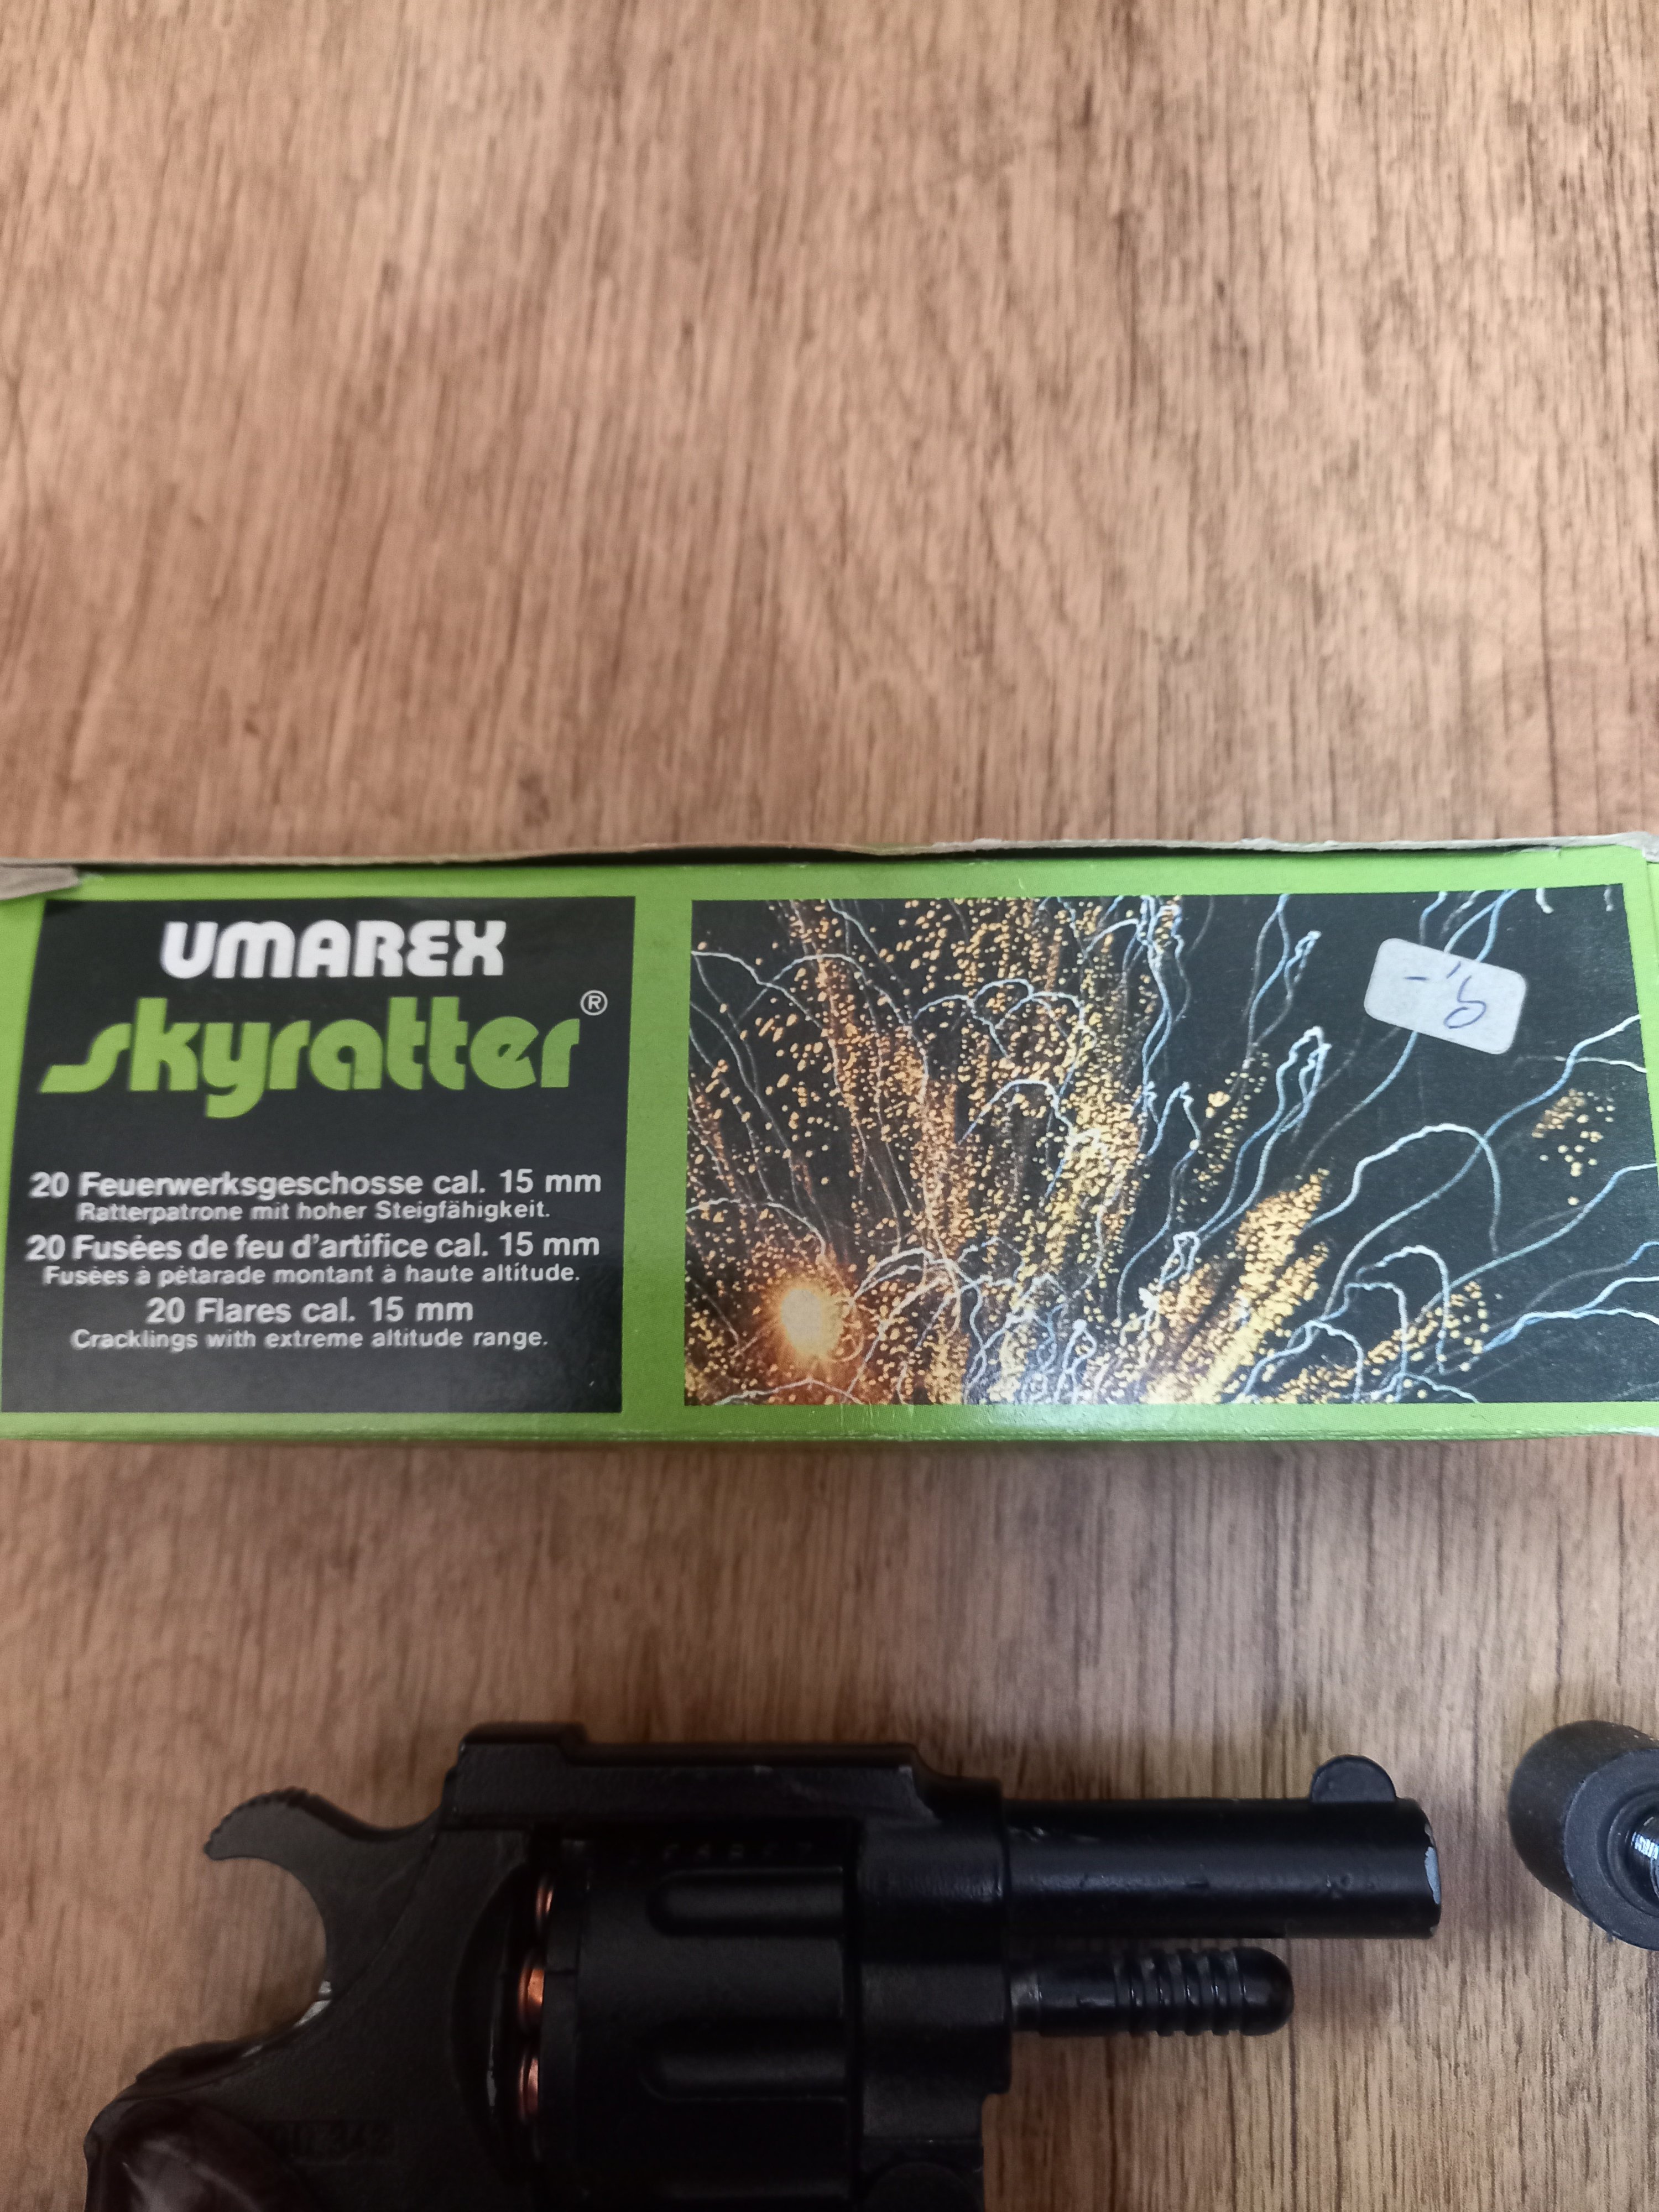 UMAREX
skyratter®
20 Feuerwerksgeschosse cal. 15 mm
Ratterpatrone mit hoher Steigfähigkeit.
20 Fusées de feu d'artifice cal. 15 mm
Fusées à pétarade montant à haute altitude.
20 Flares cal. 15 mm
Cracklings with extreme altitude range.